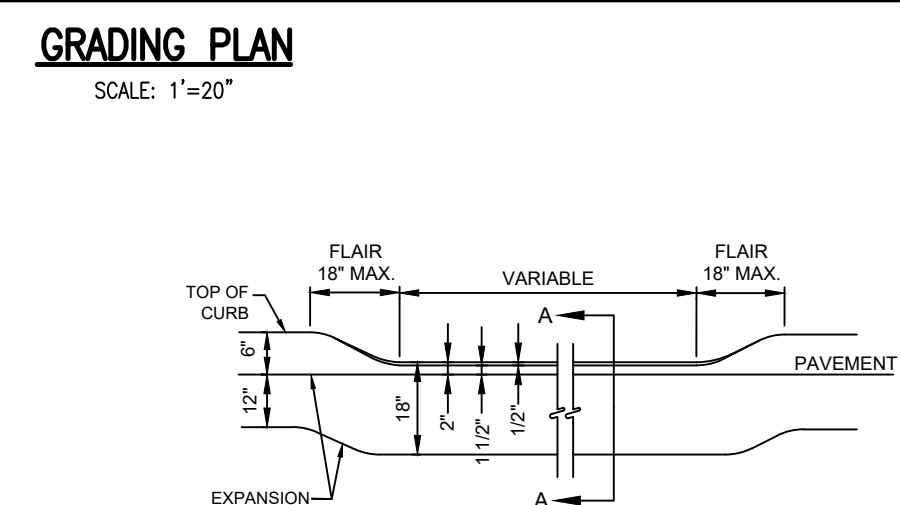 GRADING PLAN
SCALE: 1'=20"
FLAIR
18" MAX.
VARIABLE
FLAIR
18" MAX.
TOP OF
CURB
A
6"
PAVEMENT
12"
18"
2"
1 1/2"
1/2"
EXPANSION
A